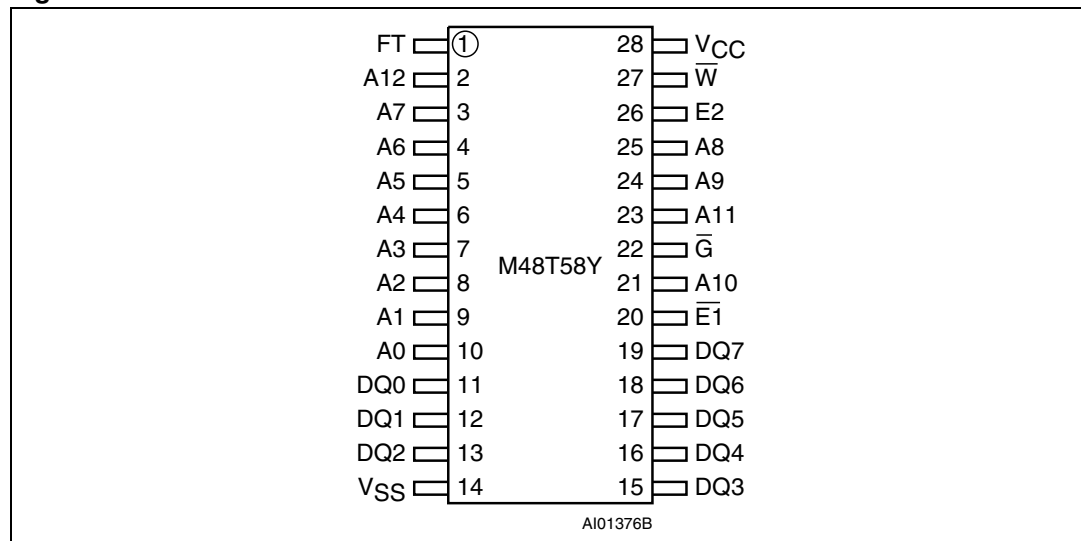 FT 1 28 VCC
A12 2 27 W̅
A7 3 26 E2
A6 4 25 A8
A5 5 24 A9
A4 6 23 A11
A3 7 22 G̅
M48T58Y
A2 8 21 A10
A1 9 20 E̅1̅
A0 10 19 DQ7
DQ0 11 18 DQ6
DQ1 12 17 DQ5
DQ2 13 16 DQ4
VSS 14 15 DQ3
AI01376B